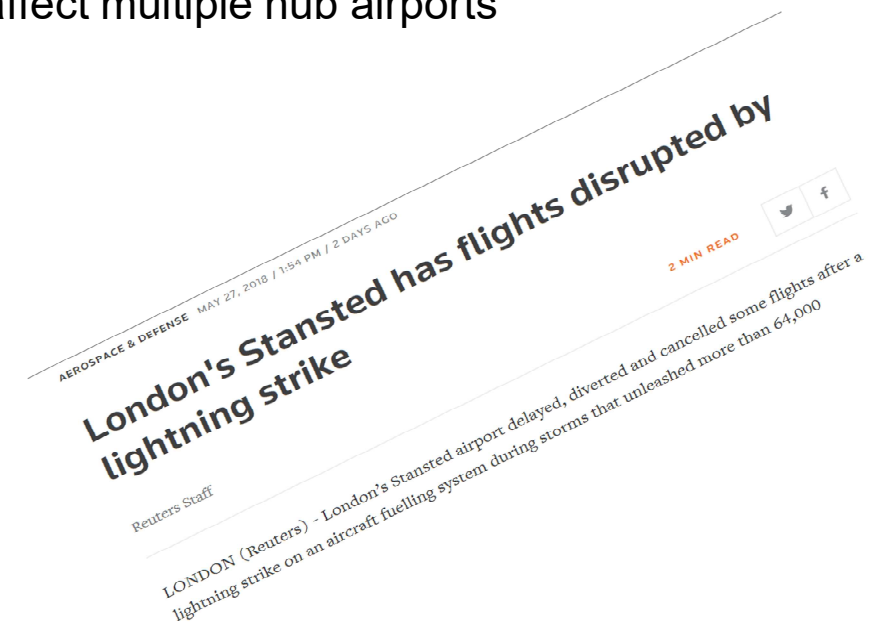 affect multiple hub airports
AEROSPACE & DEFENSE MAY 27, 2018 / 1:54 PM / 2 DAYS AGO
London's Stansted has flights disrupted by
lightning strike
Reuters Staff
2 MIN READ
LONDON (Reuters) - London’s Stansted airport delayed, diverted and cancelled some flights after a
lightning strike on an aircraft fuelling system during storms that unleashed more than 64,000